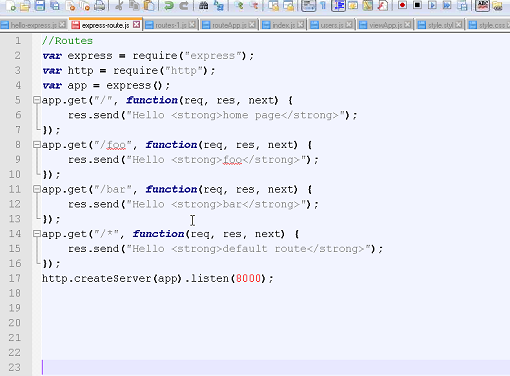 hello-express.js express-route.js routes-1.js routeApp.js index.js users.js viewApp.js style.styl style.css
1 //Routes
2 var express = require("express");
3 var http = require("http");
4 var app = express();
5 app.get("/", function(req, res, next) {
6 res.send("Hello <strong>home page</strong>");
7 });
8 app.get("/foo", function(req, res, next) {
9 res.send("Hello <strong>foo</strong>");
10 });
11 app.get("/bar", function(req, res, next) {
12 res.send("Hello <strong>bar</strong>");
13 });
14 app.get("/*", function(req, res, next) {
15 res.send("Hello <strong>default route</strong>");
16 });
17 http.createServer(app).listen(8000);
18
19
20
21
22
23